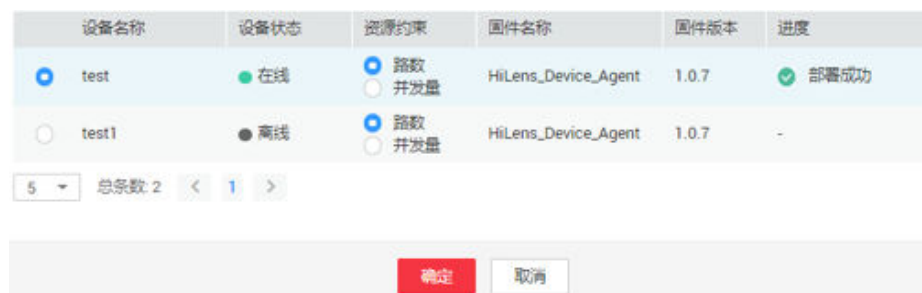 设备名称 设备状态 资源约束 固件名称 固件版本 进度
test 在线 路数 并发量 HiLens_Device_Agent 1.0.7 部署成功
test1 离线 路数 并发量 HiLens_Device_Agent 1.0.7 -
5 总条数: 2 < 1 >
确定 取消